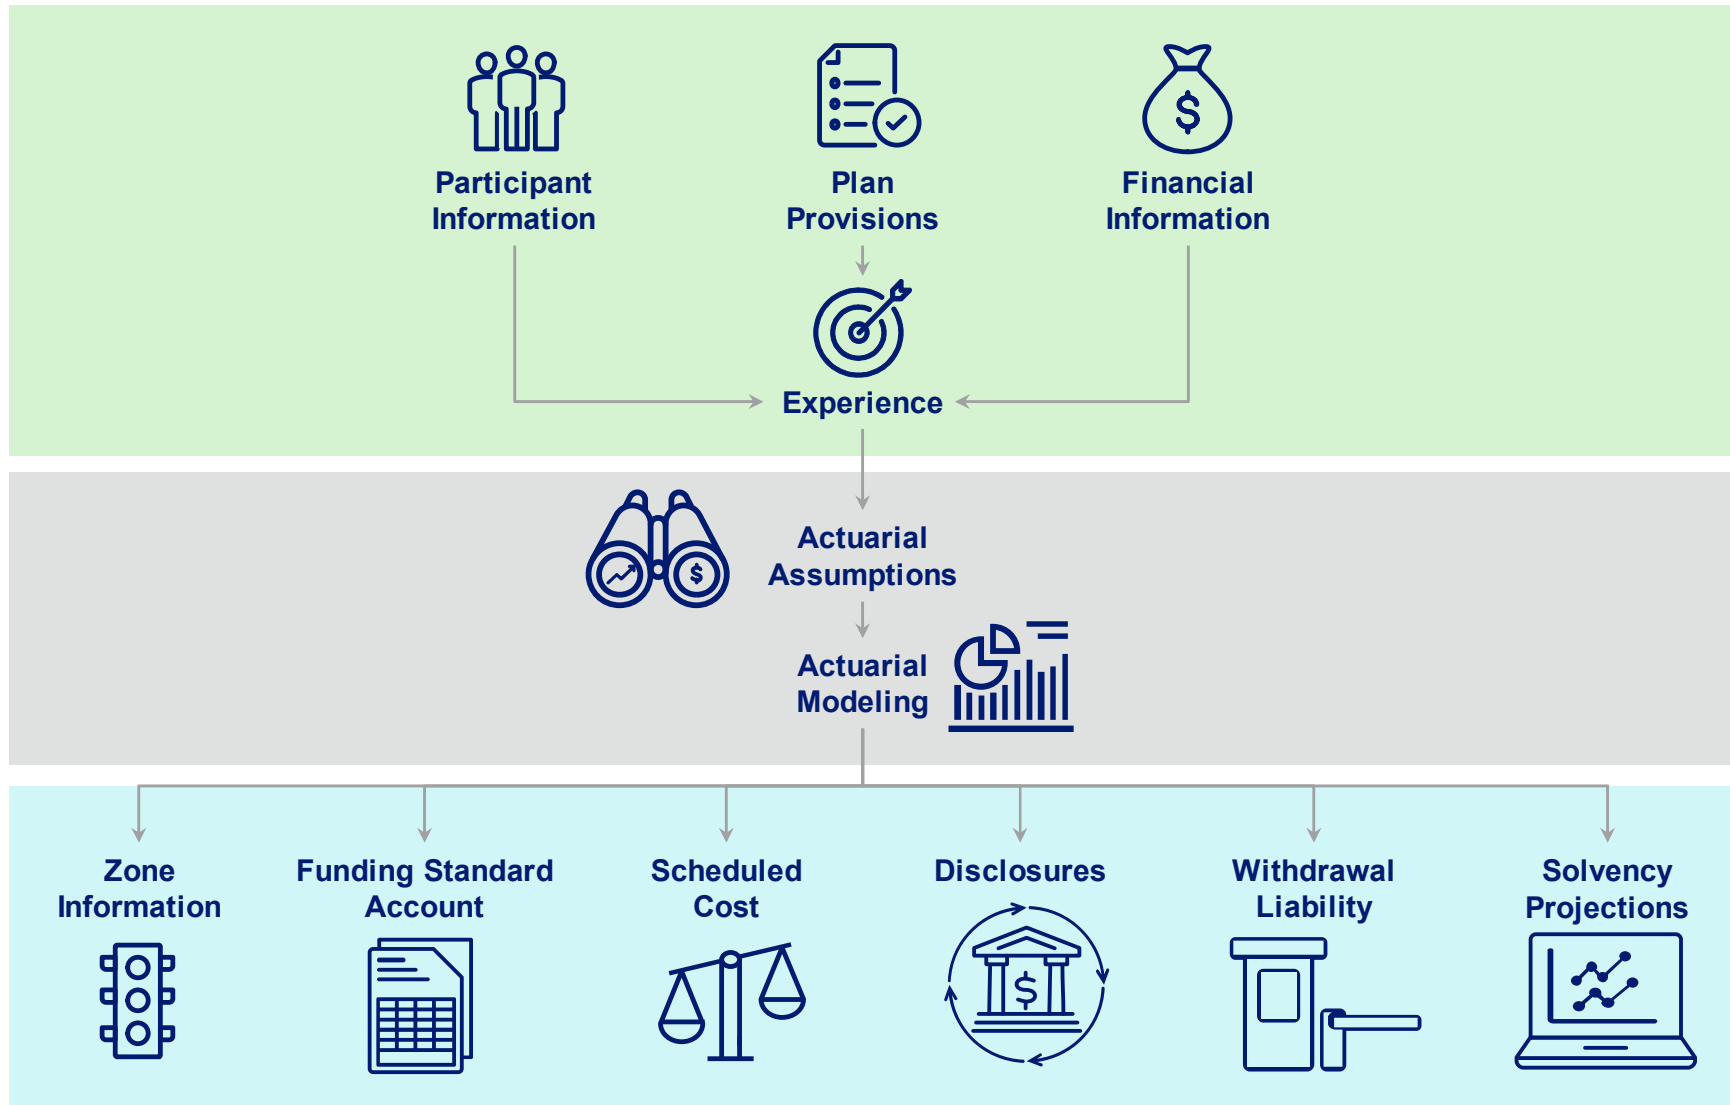 Participant
Information
Plan
Provisions
$
Financial
Information
Experience
$
Actuarial
Assumptions
Actuarial
Modeling
Zone
Information
Funding Standard
Account
Scheduled
Cost
Disclosures
$
Withdrawal
Liability
Solvency
Projections